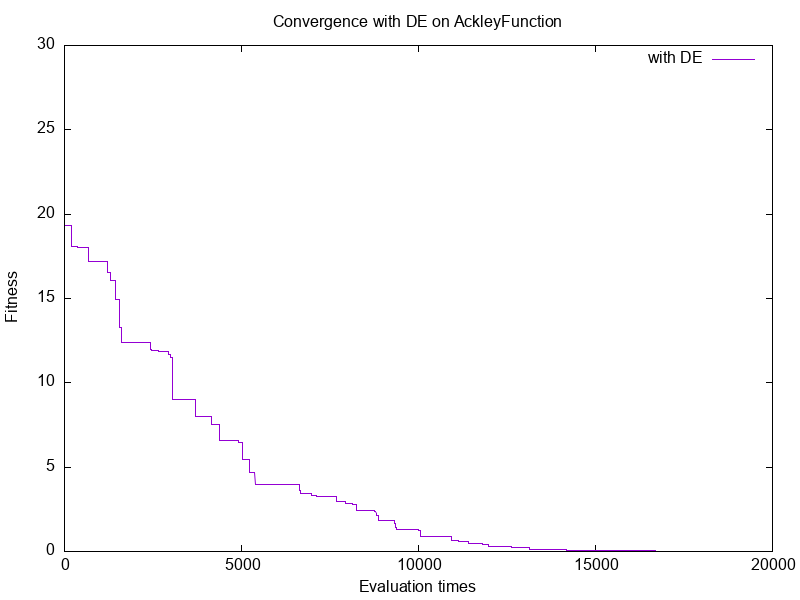 Convergence with DE on AckleyFunction
with DE
30
25
20
15
10
5
0
Fitness
0 5000 10000 15000 20000
Evaluation times